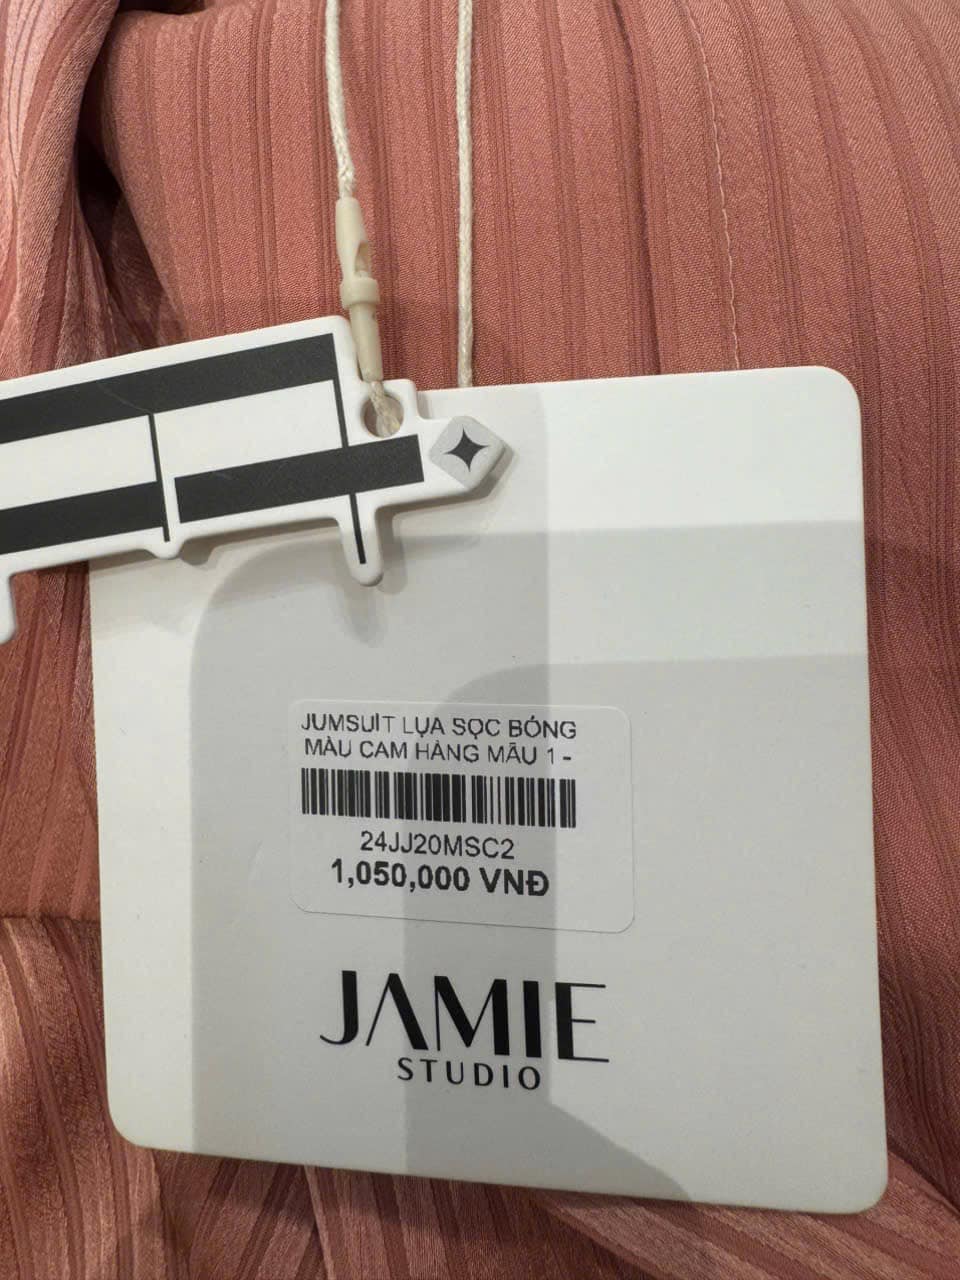 JUMSUIT LỤA SỌC BÓNG
MÀU CAM HÀNG MẪU 1 -
24JJ20MSC2
1,050,000 VNĐ
JAMIE
STUDIO